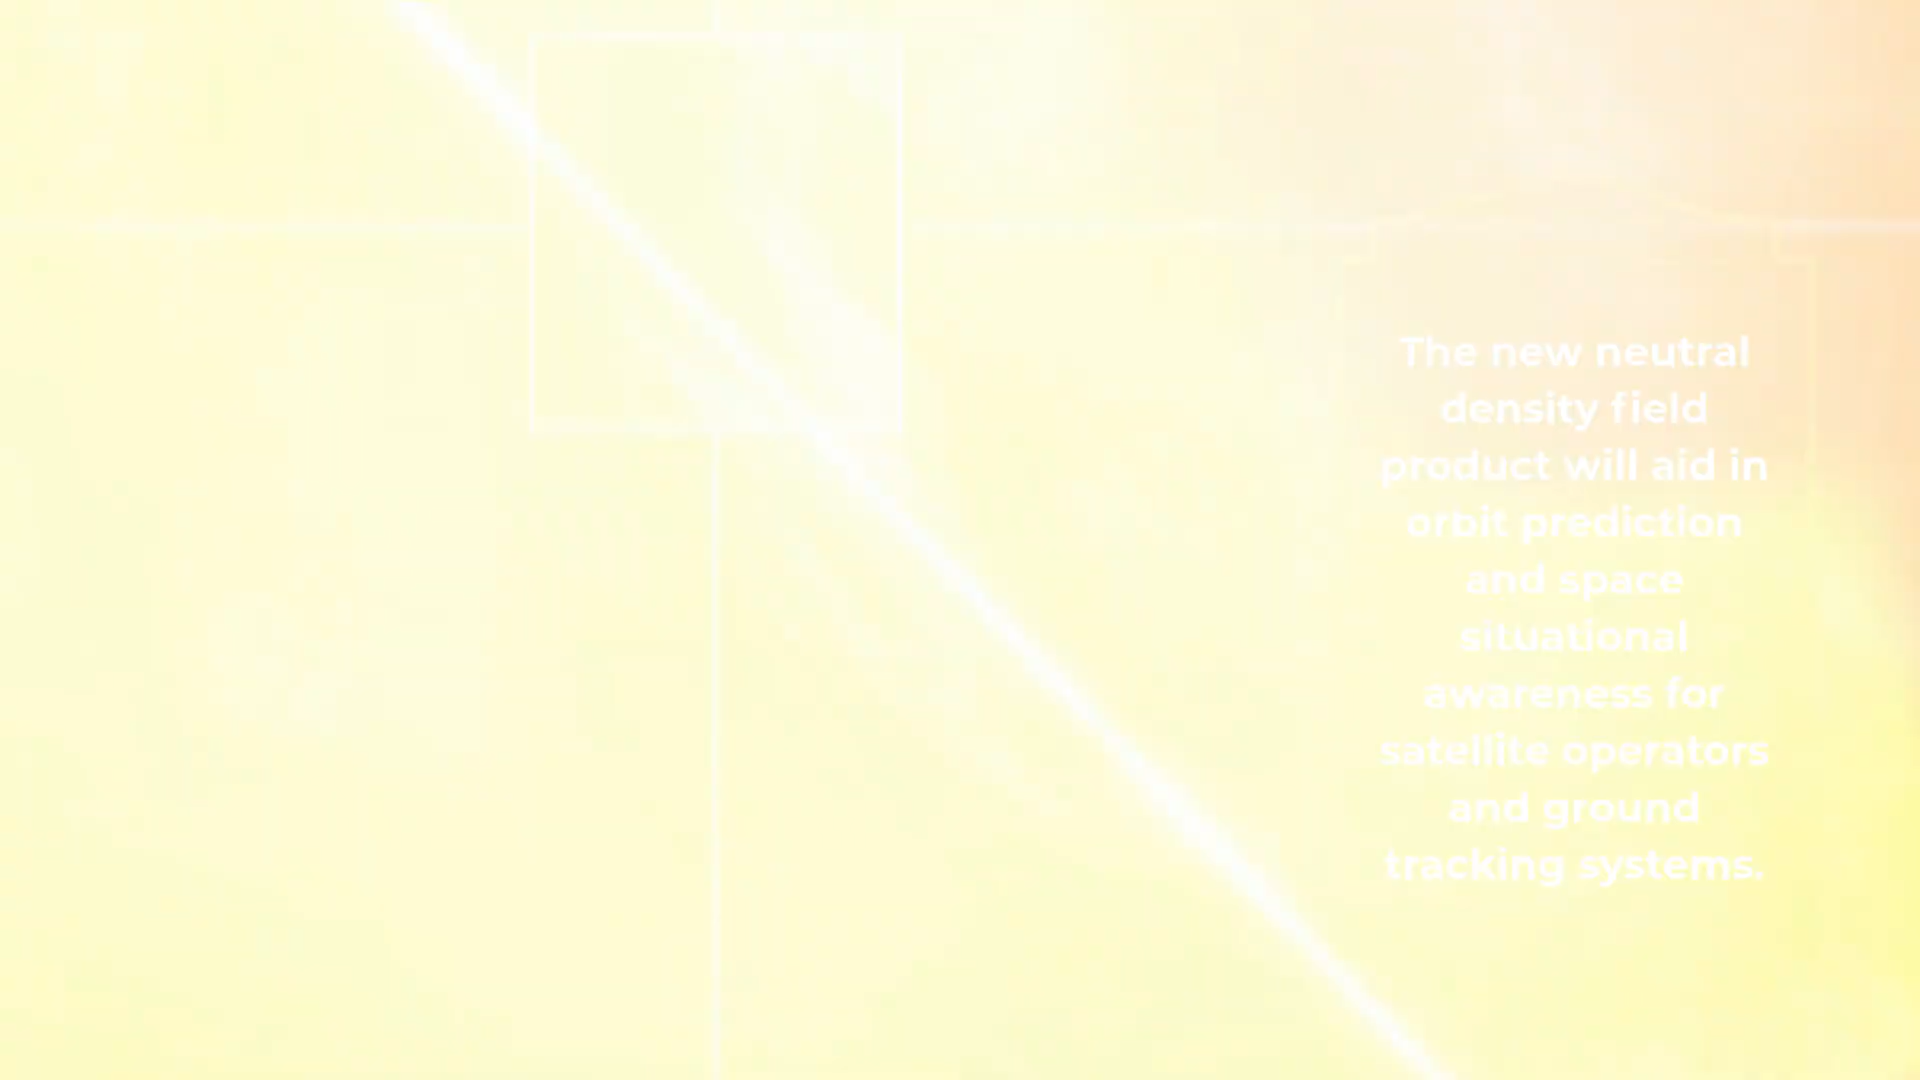 The new neutral
density field
product will aid in
orbit prediction
and space
situational
awareness for
satellite operators
and ground
tracking systems.